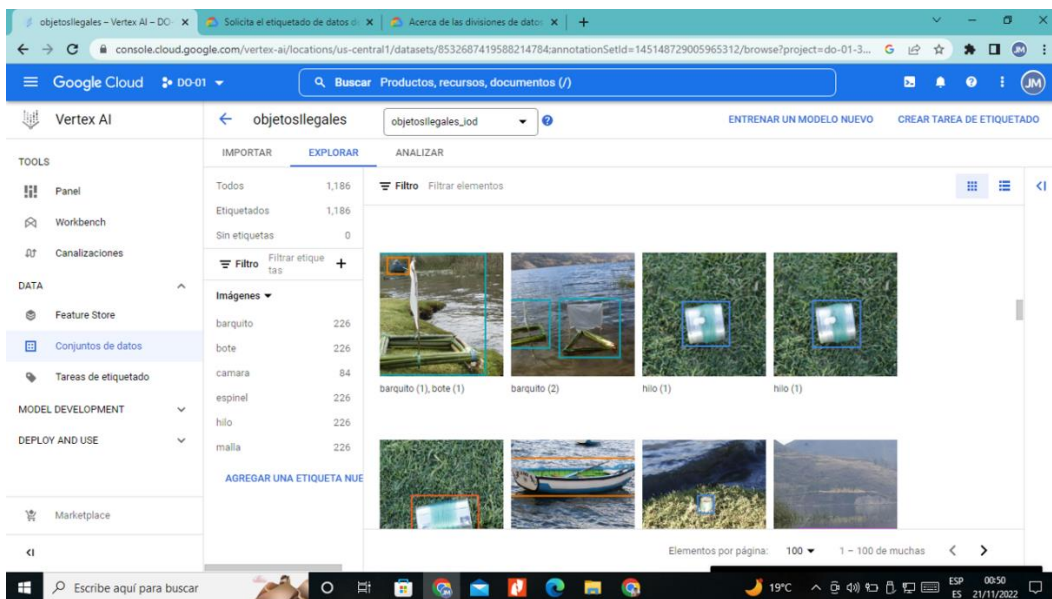 objetosIlegales – Vertex AI – DO-
Solicita el etiquetado de datos d
Acerca de las divisiones de datos
console.cloud.google.com/vertex-ai/locations/us-central1/datasets/8532687419588214784;annotationSetId=145148729005965312/browse?project=do-01-3...
Google Cloud DO-01 Buscar Productos, recursos, documentos (/) JM
Vertex AI objetosIlegales objetosIlegales_iod ENTRENAR UN MODELO NUEVO CREAR TAREA DE ETIQUETADO
IMPORTAR EXPLORAR ANALIZAR
TOOLS
Panel
Workbench
Canalizaciones
DATA
Feature Store
Conjuntos de datos
Tareas de etiquetado
MODEL DEVELOPMENT
DEPLOY AND USE
Marketplace
Todos 1,186
Etiquetados 1,186
Sin etiquetas 0
Filtro Filtrar etique
tas
Imágenes
barquito 226
bote 226
camara 84
espinel 226
hilo 226
malla 226
AGREGAR UNA ETIQUETA NUE
Filtro Filtrar elementos
barquito (1), bote (1)
barquito (2)
hilo (1)
hilo (1)
Elementos por página: 100 1 – 100 de muchas
Escribe aquí para buscar 19°C ESP 00:50
ES 21/11/2022